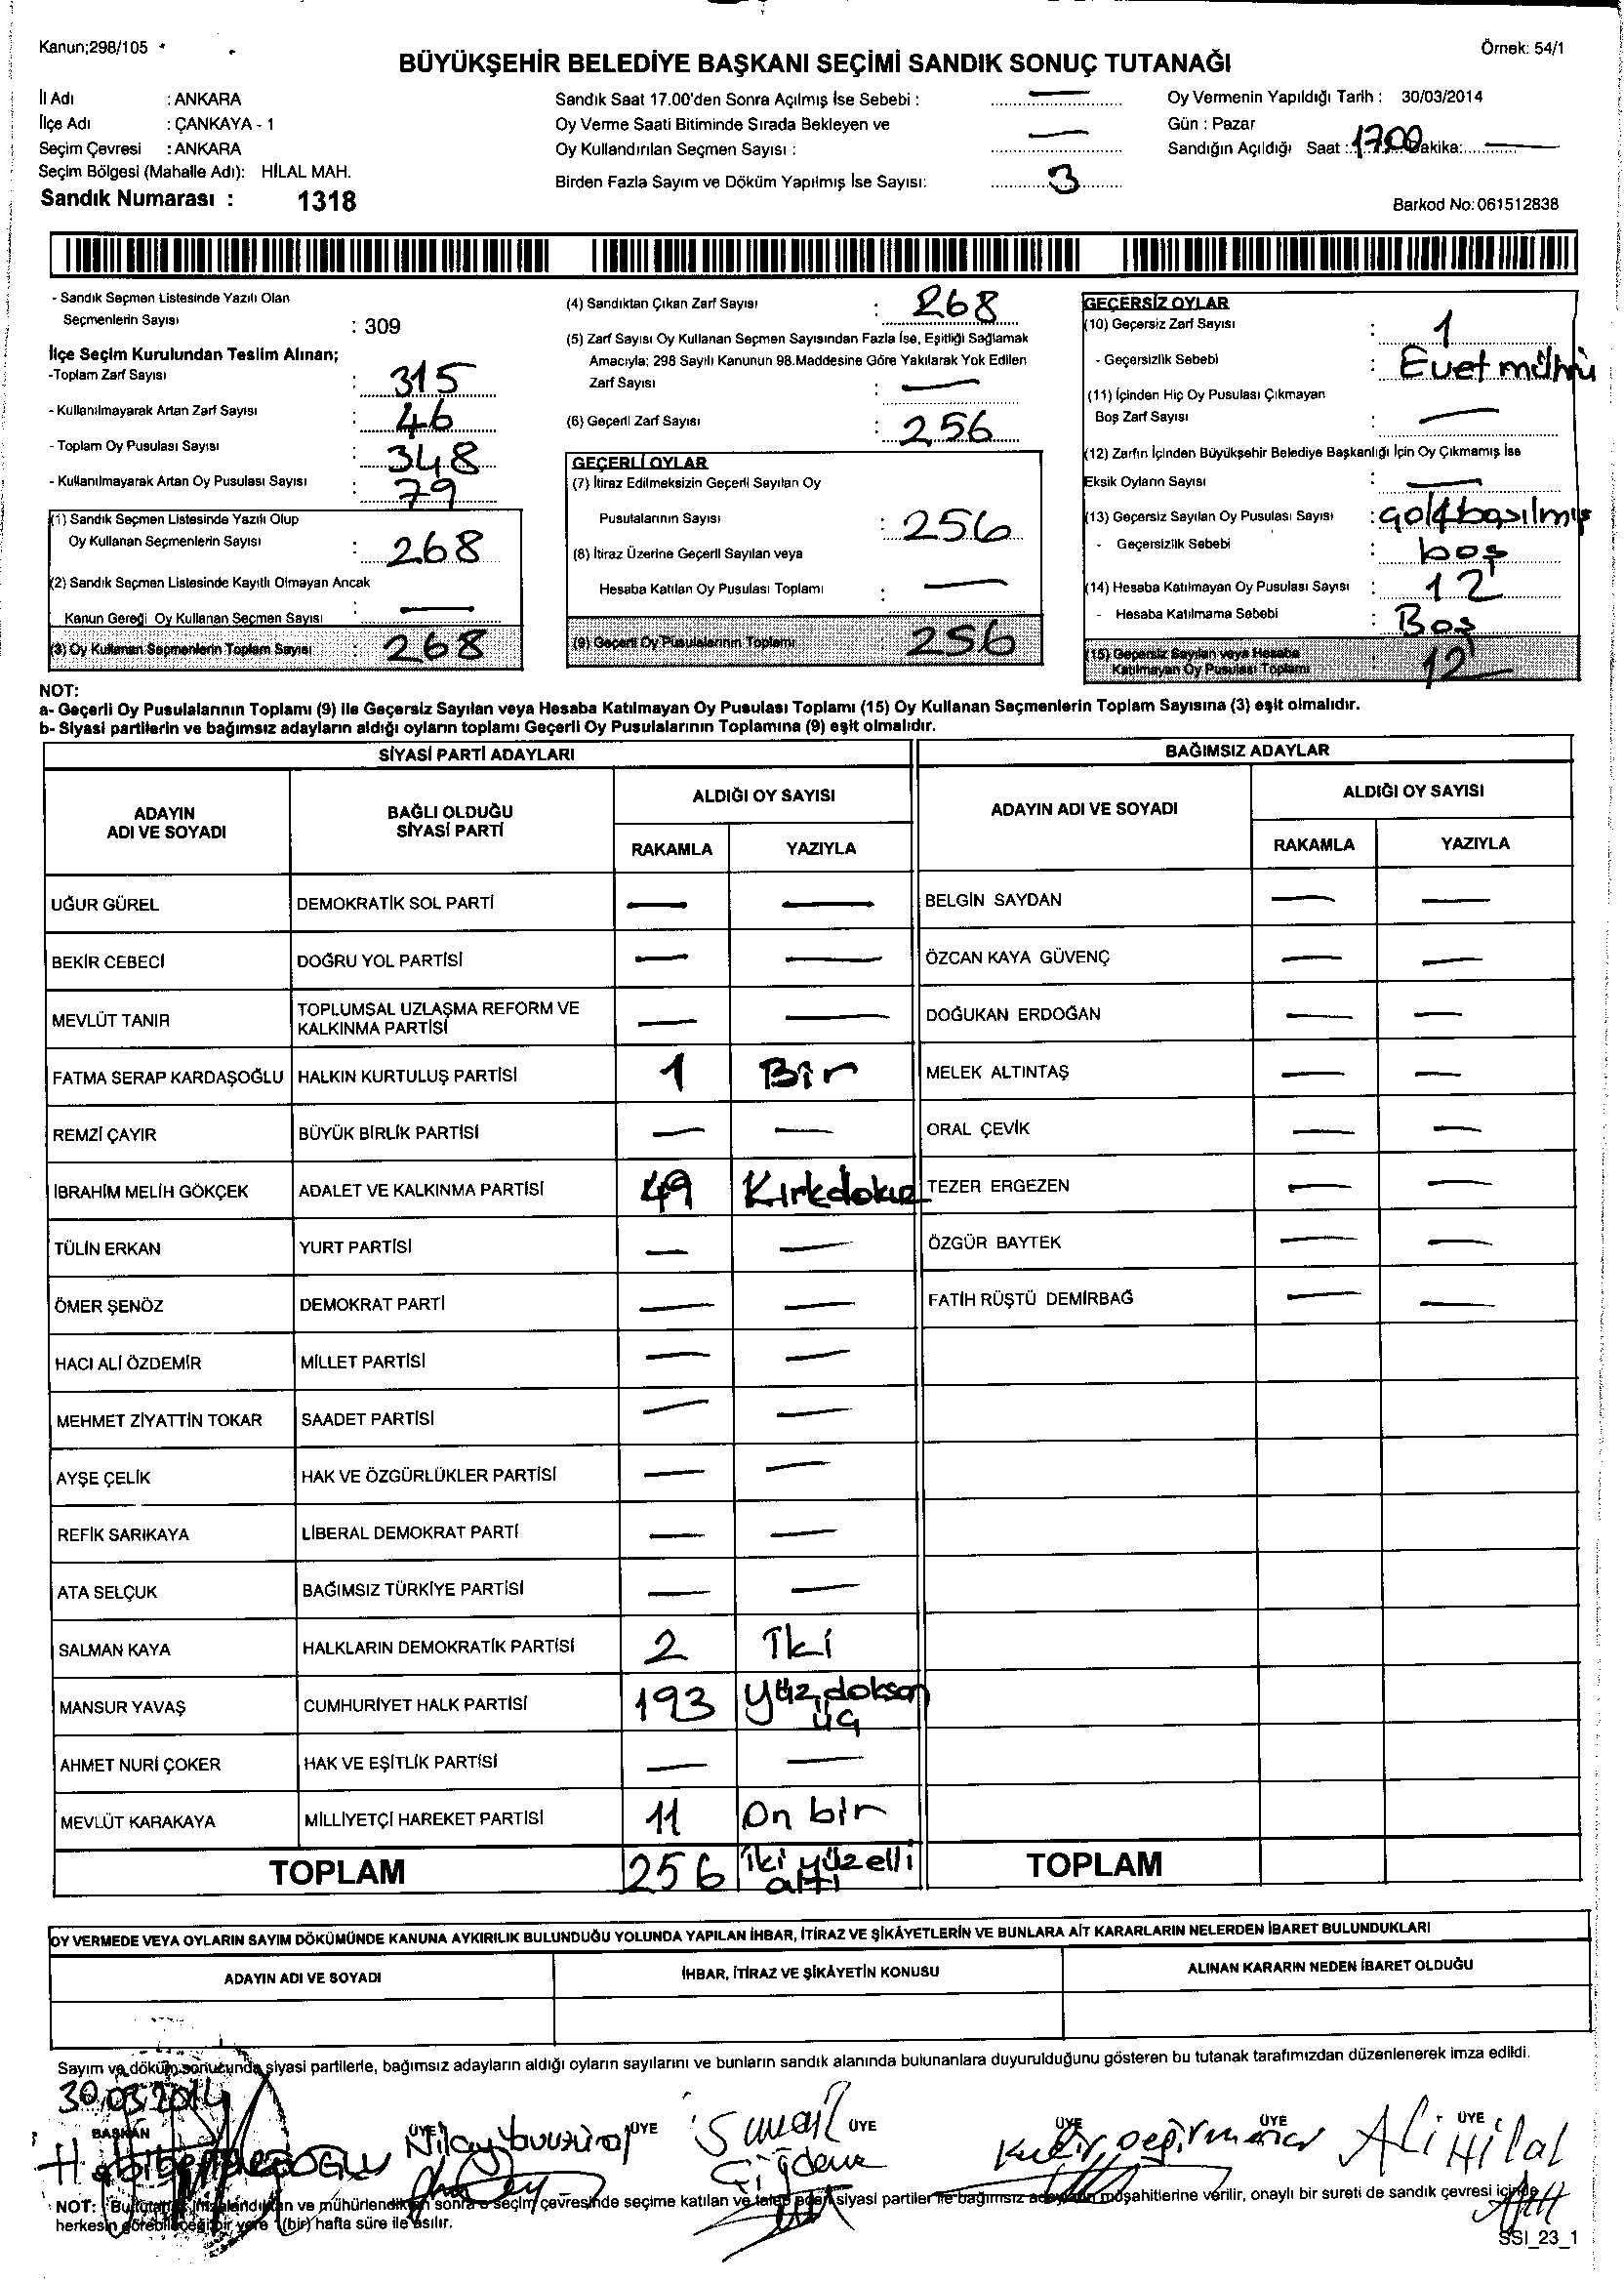 Kanun;298/105
Örnek: 54/1
BÜYÜKŞEHİR BELEDİYE BAŞKANI SEÇİMİ SANDIK SONUÇ TUTANAĞI
İl Adı : ANKARA
İlçe Adı : ÇANKAYA - 1
Seçim Çevresi : ANKARA
Seçim Bölgesi (Mahalle Adı): HİLAL MAH.
Sandık Numarası : 1318
Sandık Saat 17.00'den Sonra Açılmış İse Sebebi : —
Oy Verme Saati Bitiminde Sırada Bekleyen ve
Oy Kullandırılan Seçmen Sayısı : —
Birden Fazla Sayım ve Döküm Yapılmış İse Sayısı: 3
Oy Vermenin Yapıldığı Tarih : 30/03/2014
Gün : Pazar
Sandığın Açıldığı Saat : 17,00 Dakika: —
Barkod No: 061512838
- Sandık Seçmen Listesinde Yazılı Olan
Seçmenlerin Sayısı : 309
İlçe Seçim Kurulundan Teslim Alınan;
-Toplam Zarf Sayısı : 315
- Kullanılmayarak Artan Zarf Sayısı : 46
- Toplam Oy Pusulası Sayısı : 348
- Kullanılmayarak Artan Oy Pusulası Sayısı : 79
(1) Sandık Seçmen Listesinde Yazılı Olup
Oy Kullanan Seçmenlerin Sayısı : 268
(2) Sandık Seçmen Listesinde Kayıtlı Olmayan Ancak
Kanun Gereği Oy Kullanan Seçmen Sayısı : —
(3) Oy Kullanan Seçmenlerin Toplam Sayısı : 268
(4) Sandıktan Çıkan Zarf Sayısı : 268
(5) Zarf Sayısı Oy Kullanan Seçmen Sayısından Fazla İse, Eşitliği Sağlamak
Amacıyla; 298 Sayılı Kanunun 98.Maddesine Göre Yakılarak Yok Edilen
Zarf Sayısı : —
(6) Geçerli Zarf Sayısı : 256
GEÇERLİ OYLAR
(7) İtiraz Edilmeksizin Geçerli Sayılan Oy
Pusulalarının Sayısı : 256
(8) İtiraz Üzerine Geçerli Sayılan veya
Hesaba Katılan Oy Pusulası Toplamı : —
(9) Geçerli Oy Pusulalarının Toplamı 256
GEÇERSİZ OYLAR
(10) Geçersiz Zarf Sayısı : 1
- Geçersizlik Sebebi : Evet mührü
(11) İçinden Hiç Oy Pusulası Çıkmayan
Boş Zarf Sayısı : —
(12) Zarfın İçinden Büyükşehir Belediye Başkanlığı İçin Oy Çıkmamış İse
Eksik Oyların Sayısı : —
(13) Geçersiz Sayılan Oy Pusulası Sayısı : basılmış
- Geçersizlik Sebebi : boş
(14) Hesaba Katılmayan Oy Pusulası Sayısı : 12
- Hesaba Katılmama Sebebi : Boş
(15) Geçersiz Sayılan veya Hesaba
Katılmayan Oy Pusulası Toplamı : 12
NOT:
a- Geçerli Oy Pusulalarının Toplamı (9) ile Geçersiz Sayılan veya Hesaba Katılmayan Oy Pusulası Toplamı (15) Oy Kullanan Seçmenlerin Toplam Sayısına (3) eşit olmalıdır.
b- Siyasi partilerin ve bağımsız adayların aldığı oyların toplamı Geçerli Oy Pusulalarının Toplamına (9) eşit olmalıdır.
SİYASİ PARTİ ADAYLARI
BAĞIMSIZ ADAYLAR
ADAYIN
ADI VE SOYADI
BAĞLI OLDUĞU
SİYASİ PARTİ
ALDIĞI OY SAYISI
RAKAMLA YAZIYLA
ADAYIN ADI VE SOYADI
ALDIĞI OY SAYISI
RAKAMLA YAZIYLA
UĞUR GÜREL DEMOKRATİK SOL PARTİ — — BELGİN SAYDAN — —
BEKİR CEBECİ DOĞRU YOL PARTİSİ — — ÖZCAN KAYA GÜVENÇ — —
MEVLÜT TANIR TOPLUMSAL UZLAŞMA REFORM VE
KALKINMA PARTİSİ — — DOĞUKAN ERDOĞAN — —
FATMA SERAP KARDAŞOĞLU HALKIN KURTULUŞ PARTİSİ 1 Bir MELEK ALTINTAŞ — —
REMZİ ÇAYIR BÜYÜK BİRLİK PARTİSİ — — ORAL ÇEVİK — —
İBRAHİM MELİH GÖKÇEK ADALET VE KALKINMA PARTİSİ 49 Kırkdokuz TEZER ERGEZEN — —
TÜLİN ERKAN YURT PARTİSİ — — ÖZGÜR BAYTEK — —
ÖMER ŞENÖZ DEMOKRAT PARTİ — — FATİH RÜŞTÜ DEMİRBAĞ — —
HACI ALİ ÖZDEMİR MİLLET PARTİSİ — —
MEHMET ZİYATTİN TOKAR SAADET PARTİSİ — —
AYŞE ÇELİK HAK VE ÖZGÜRLÜKLER PARTİSİ — —
REFİK SARIKAYA LİBERAL DEMOKRAT PARTİ — —
ATA SELÇUK BAĞIMSIZ TÜRKİYE PARTİSİ — —
SALMAN KAYA HALKLARIN DEMOKRATİK PARTİSİ 2 İki
MANSUR YAVAŞ CUMHURİYET HALK PARTİSİ 193 yüz doksan
üç
AHMET NURİ ÇOKER HAK VE EŞİTLİK PARTİSİ — —
MEVLÜT KARAKAYA MİLLİYETÇİ HAREKET PARTİSİ 11 On bir
TOPLAM 256 iki yüz elli
altı
TOPLAM
OY VERMEDE VEYA OYLARIN SAYIM DÖKÜMÜNDE KANUNA AYKIRILIK BULUNDUĞU YOLUNDA YAPILAN İHBAR, İTİRAZ VE ŞİKÂYETLERİN VE BUNLARA AİT KARARLARIN NELERDEN İBARET BULUNDUKLARI
ADAYIN ADI VE SOYADI İHBAR, İTİRAZ VE ŞİKÂYETİN KONUSU ALINAN KARARIN NEDEN İBARET OLDUĞU
Sayım ve döküm sonucunda siyasi partilerle, bağımsız adayların aldığı oyların sayılarını ve bunların sandık alanında bulunanlara duyurulduğunu gösteren bu tutanak tarafımızdan düzenlenerek imza edildi.
30.03.2014
BAŞKAN ÜYE ÜYE ÜYE ÜYE ÜYE ÜYE
İsmail
Çiğdem
Kadir Değirmenci
Ali Hilal
NOT: Bu tutanak imzalandıktan ve mühürlendikten sonra o seçim çevresinde seçime katılan ve talep eden siyasi partiler ile bağımsız adayların müşahitlerine verilir, onaylı bir sureti de sandık çevresi içinde
herkesin görebileceği bir yere 1(bir) hafta süre ile asılır.
SSI_23_1